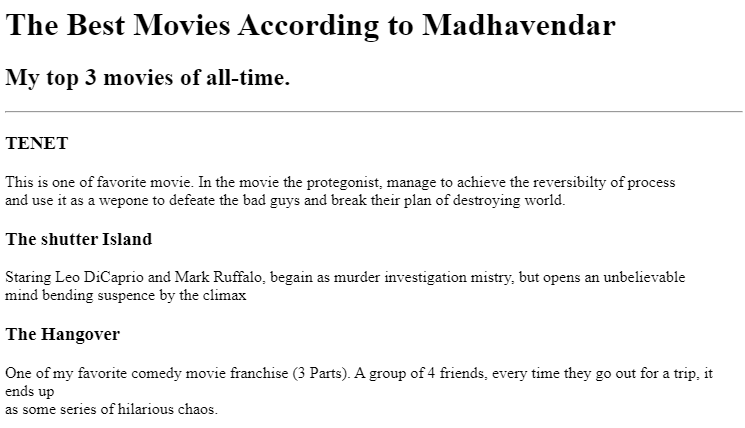 The Best Movies According to Madhavendar
My top 3 movies of all-time.
TENET
This is one of favorite movie. In the movie the protegonist, manage to achieve the reversibilty of process
and use it as a wepone to defeate the bad guys and break their plan of destroying world.
The shutter Island
Staring Leo DiCaprio and Mark Ruffalo, begain as murder investigation mistry, but opens an unbelievable
mind bending suspence by the climax
The Hangover
One of my favorite comedy movie franchise (3 Parts). A group of 4 friends, every time they go out for a trip, it
ends up
as some series of hilarious chaos.